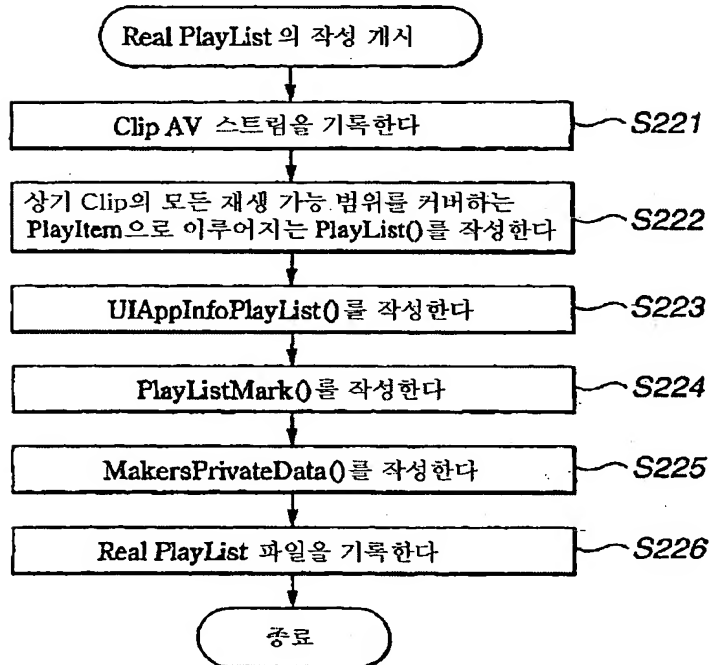 Real PlayList 의 작성 개시
Clip AV 스트림을 기록한다
S221
상기 Clip의 모든 재생 가능 범위를 커버하는
PlayItem으로 이루어지는 PlayList()를 작성한다
S222
UIAppInfoPlayList()를 작성한다
S223
PlayListMark()를 작성한다
S224
MakersPrivateData()를 작성한다
S225
Real PlayList 파일을 기록한다
S226
종료